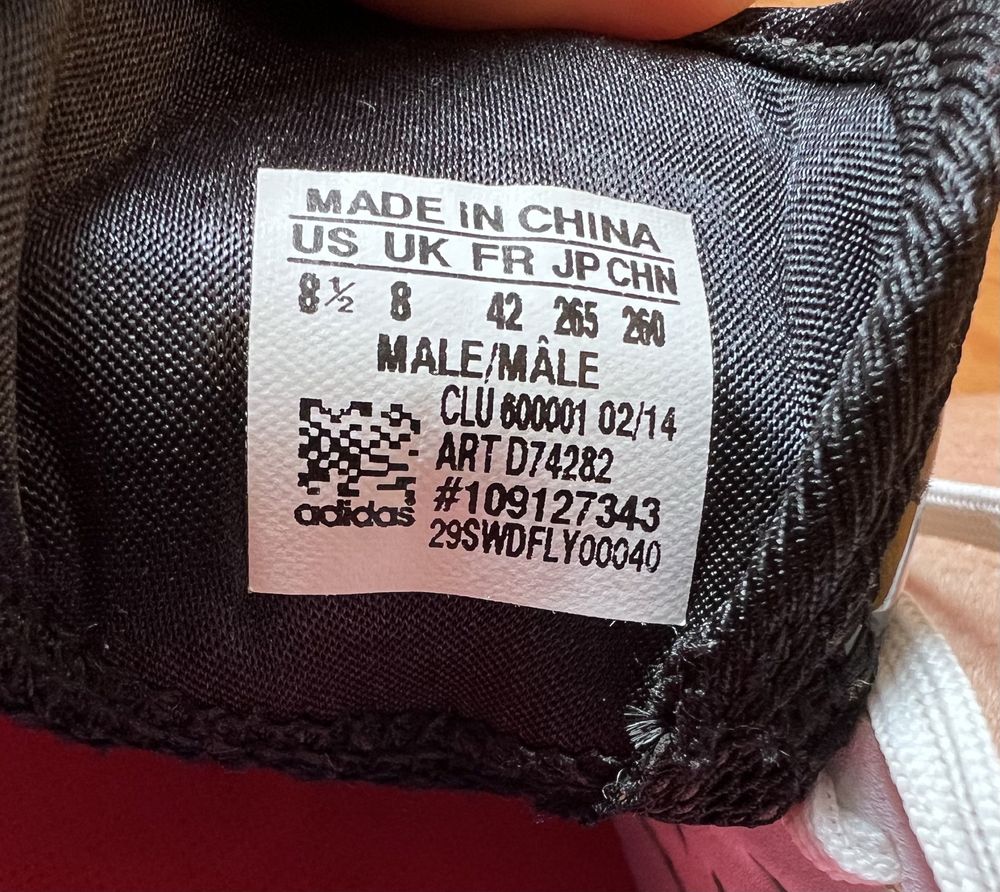 MADE IN CHINA
US UK FR JP CHN
8½ 8 42 265 260
MALE/MÂLE
CLU 600001 02/14
ART D74282
#109127343
29SWDFLY00040
adidas